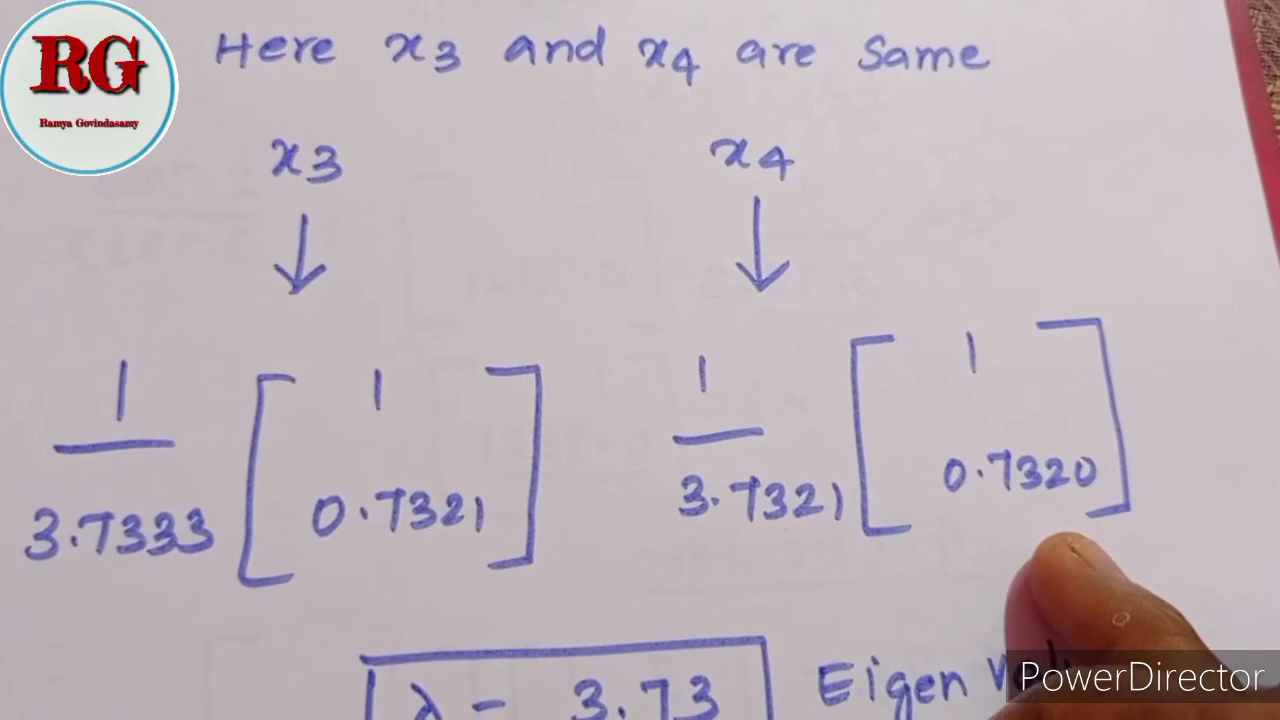 RG
Ramya Govindasamy
Here x3 and x4 are same
x3 x4
↓ ↓
1/3.7333 [1 0.7321] 1/3.7321 [1 0.7320]
λ = 3.73 Eigen
PowerDirector